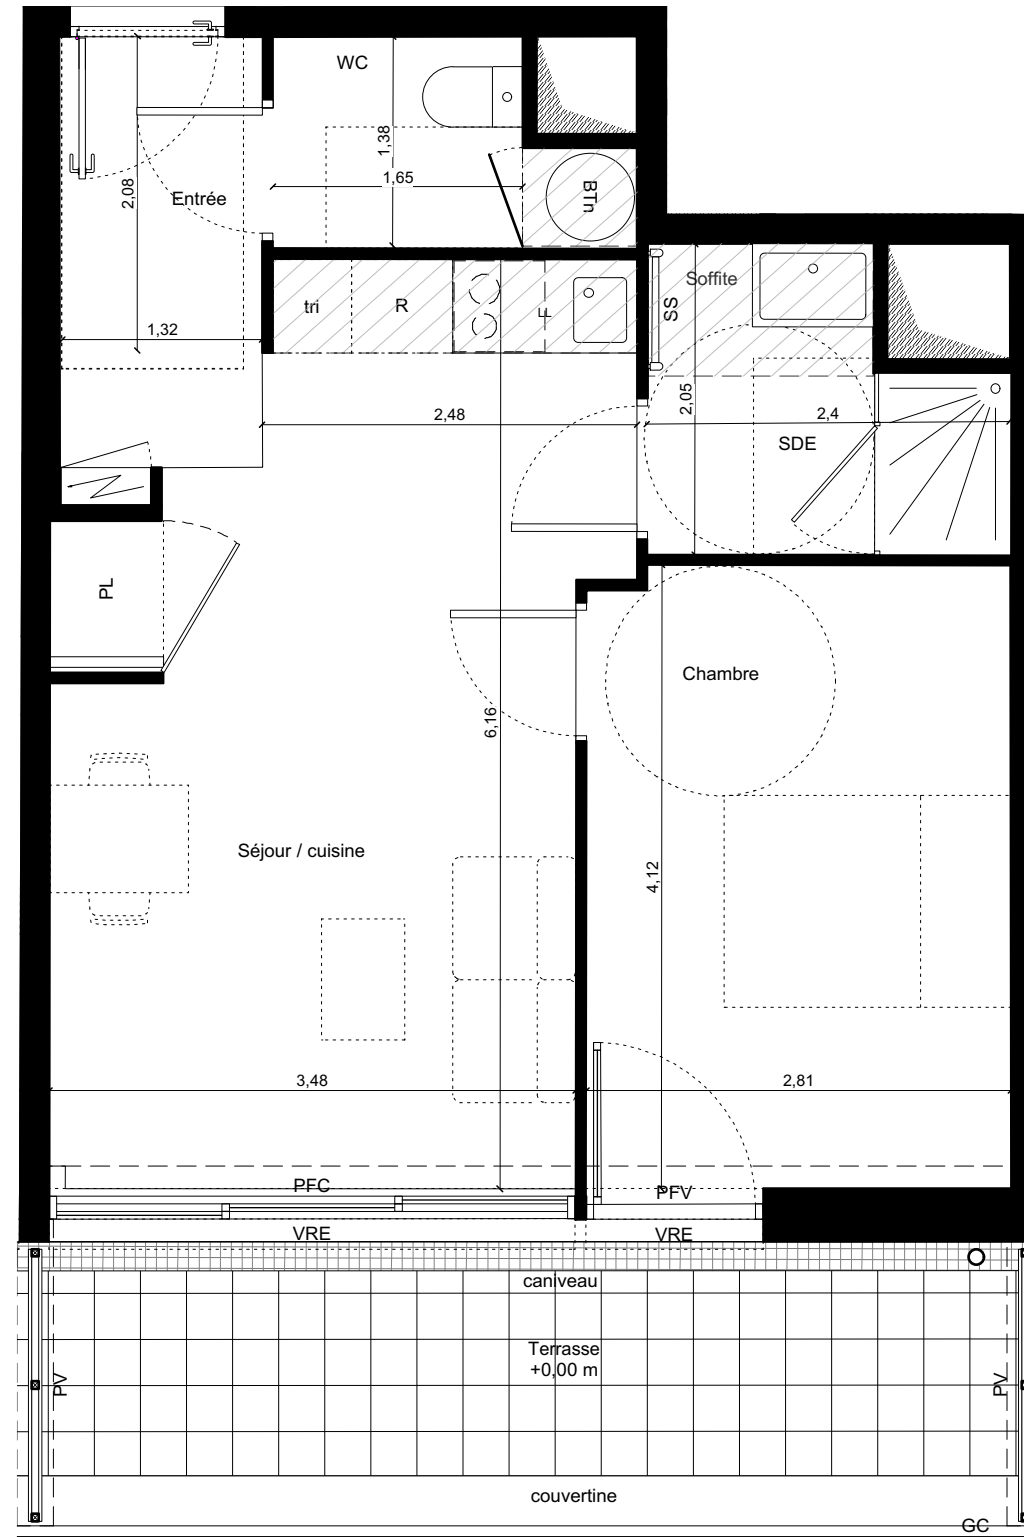 WC
1,38
1,65
2,08
Entrée
BTn
1,32
tri
R
LL
Soffite
SS
2,05
2,48
2,4
SDE
PL
Chambre
6,16
Séjour / cuisine
4,12
3,48
2,81
PFC
PFV
VRE
VRE
caniveau
Terrasse
+0,00 m
PV
PV
couvertine
GC